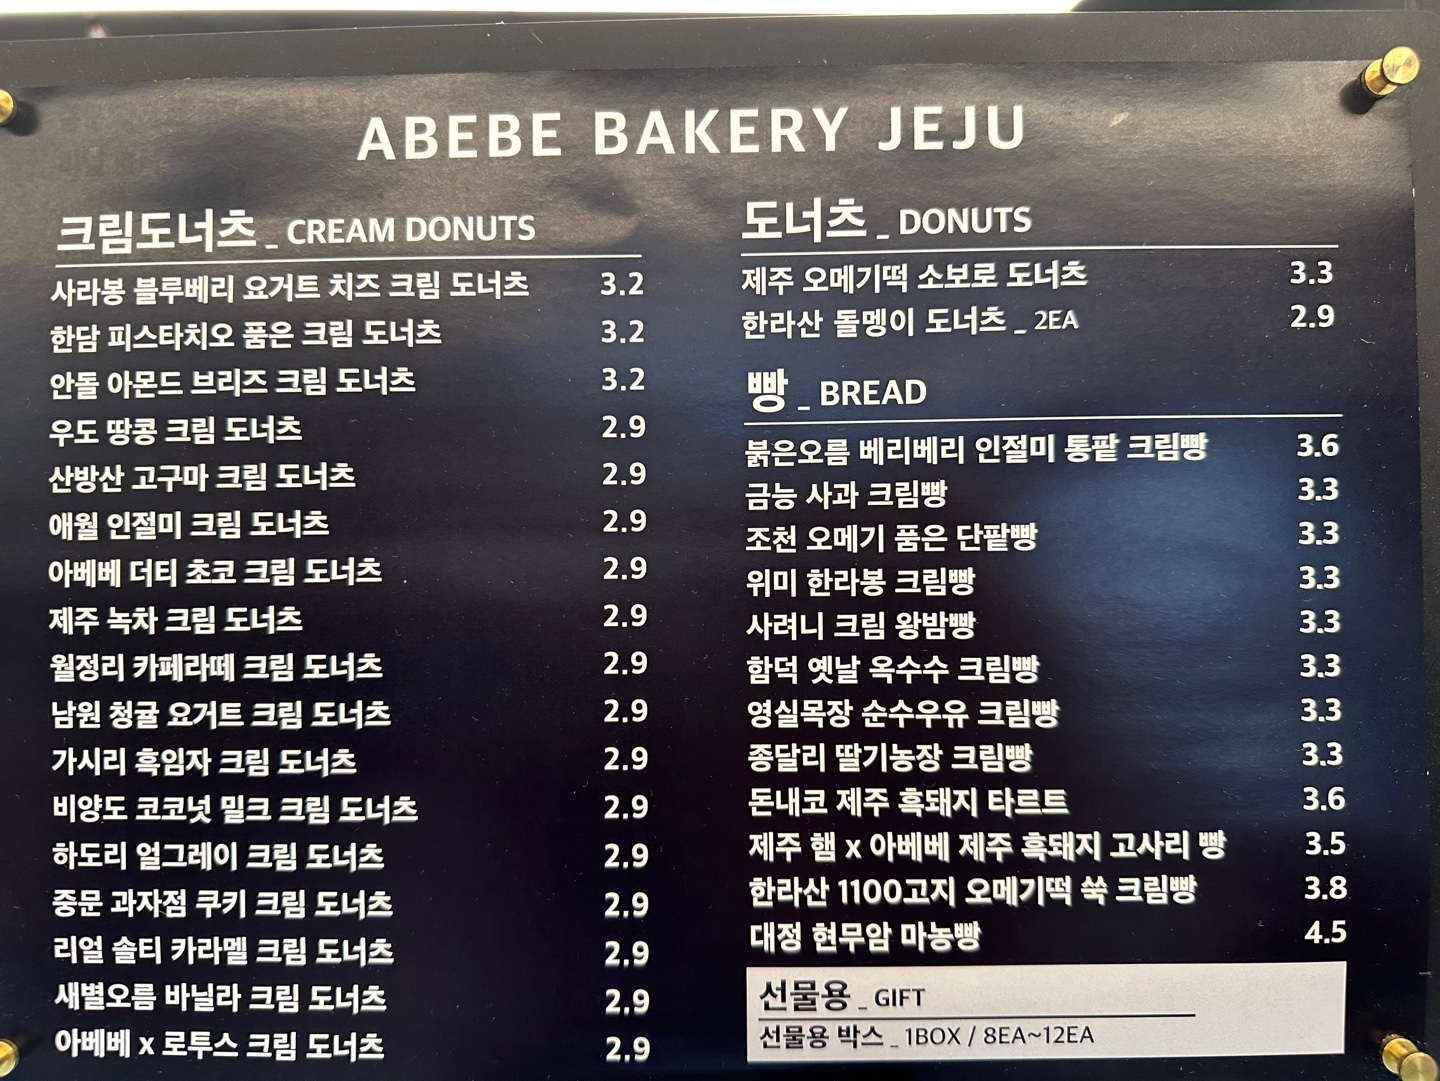 ABEBE BAKERY JEJU
크림도너츠 _ CREAM DONUTS
사라봉 블루베리 요거트 치즈 크림 도너츠 3.2
한담 피스타치오 품은 크림 도너츠 3.2
안돌 아몬드 브리즈 크림 도너츠 3.2
우도 땅콩 크림 도너츠 2.9
산방산 고구마 크림 도너츠 2.9
애월 인절미 크림 도너츠 2.9
아베베 더티 초코 크림 도너츠 2.9
제주 녹차 크림 도너츠 2.9
월정리 카페라떼 크림 도너츠 2.9
남원 청귤 요거트 크림 도너츠 2.9
가시리 흑임자 크림 도너츠 2.9
비양도 코코넛 밀크 크림 도너츠 2.9
하도리 얼그레이 크림 도너츠 2.9
중문 과자점 쿠키 크림 도너츠 2.9
리얼 솔티 카라멜 크림 도너츠 2.9
새별오름 바닐라 크림 도너츠 2.9
아베베 x 로투스 크림 도너츠 2.9
도너츠 _ DONUTS
제주 오메기떡 소보로 도너츠 3.3
한라산 돌멩이 도너츠 _ 2EA 2.9
빵 _ BREAD
붉은오름 베리베리 인절미 통팥 크림빵 3.6
금능 사과 크림빵 3.3
조천 오메기 품은 단팥빵 3.3
위미 한라봉 크림빵 3.3
사려니 크림 왕밤빵 3.3
함덕 옛날 옥수수 크림빵 3.3
영실목장 순수우유 크림빵 3.3
종달리 딸기농장 크림빵 3.3
돈내코 제주 흑돼지 타르트 3.6
제주 햄 x 아베베 제주 흑돼지 고사리 빵 3.5
한라산 1100고지 오메기떡 쑥 크림빵 3.8
대정 현무암 마농빵 4.5
선물용 _ GIFT
선물용 박스 _ 1BOX / 8EA~12EA